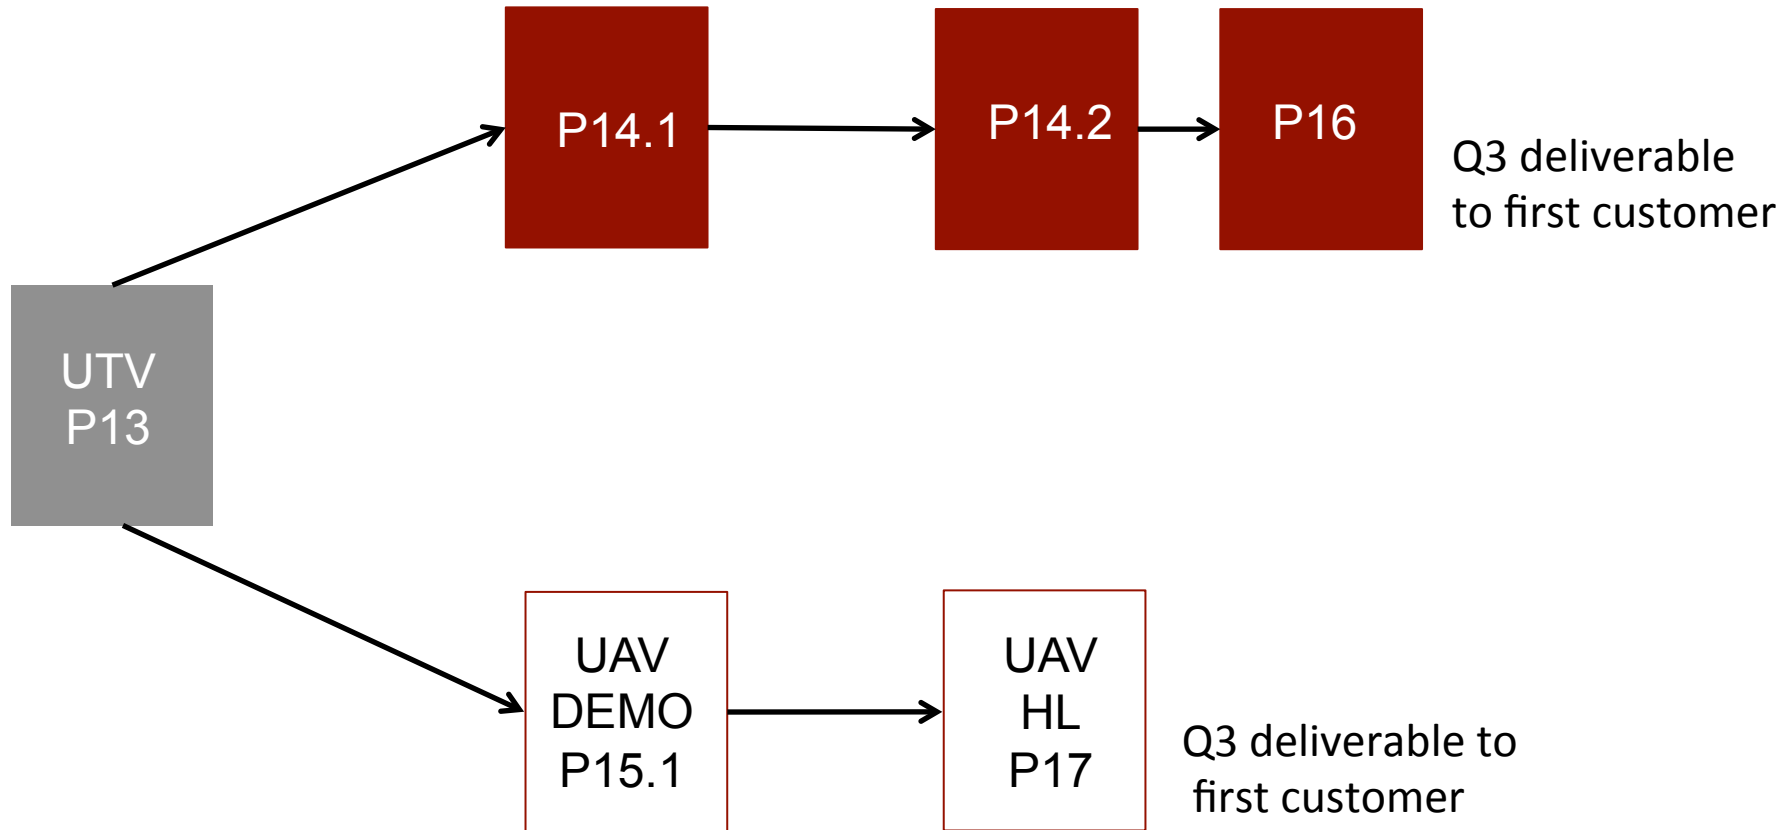 P14.1
P14.2
P16
Q3 deliverable
to first customer
UTV
P13
UAV
DEMO
P15.1
UAV
HL
P17
Q3 deliverable to
first customer